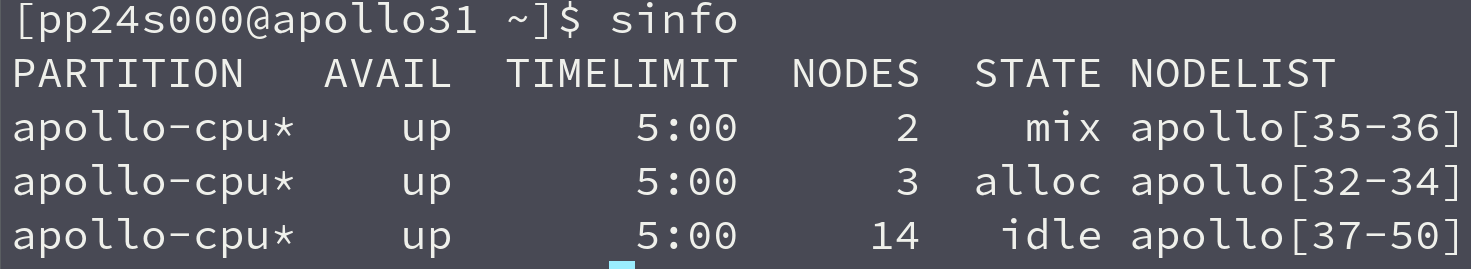 [pp24s000@apollo31 ~]$ sinfo
PARTITION   AVAIL  TIMELIMIT  NODES  STATE NODELIST
apollo-cpu*    up       5:00      2    mix apollo[35-36]
apollo-cpu*    up       5:00      3  alloc apollo[32-34]
apollo-cpu*    up       5:00     14   idle apollo[37-50]